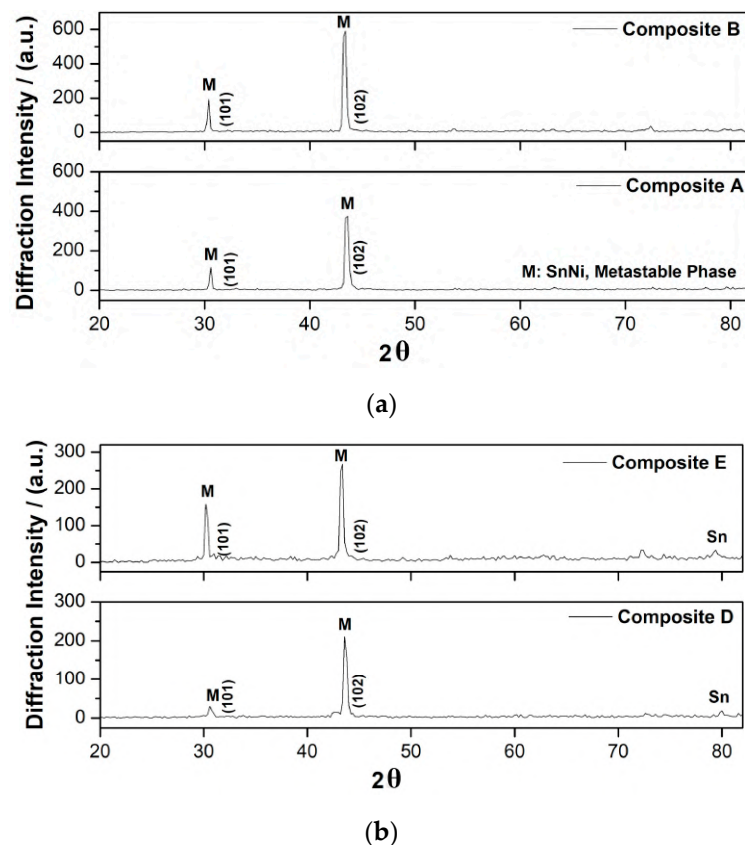 Diffraction Intensity / (a.u.)
600
400
200
0
M
(101)
M
(102)
Composite B
600
400
200
0
M
(101)
M
(102)
Composite A
M: SnNi, Metastable Phase
20 30 40 50 60 70 80
2θ
(a)
Diffraction Intensity / (a.u.)
300
200
100
0
M
(101)
M
(102)
Composite E
Sn
300
200
100
0
M
(101)
M
(102)
Composite D
Sn
20 30 40 50 60 70 80
2θ
(b)